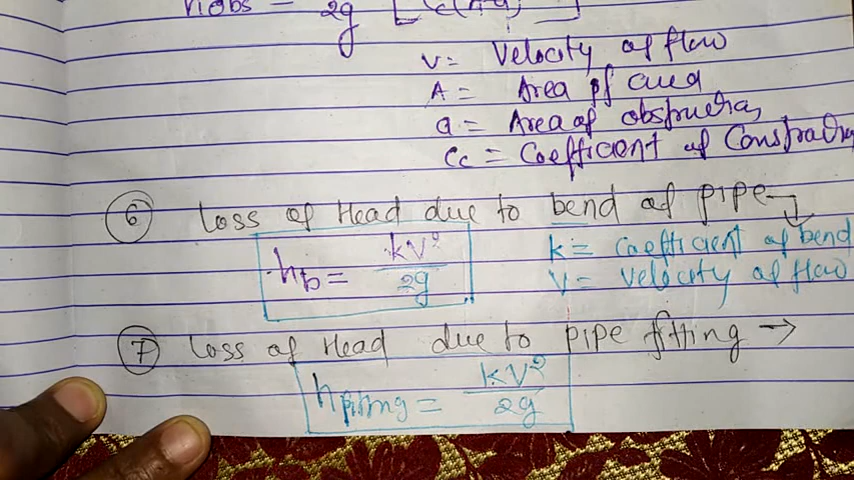 hobs = 2g
V = Velocity of flow
A = Area of area
a = Area of obstruction
Cc = Coefficient of Constraction
⑥ Loss of Head due to bend of pipe
hb = kV²/2g k = Coefficient of bend
V = Velocity of flow
⑦ Loss of Head due to pipe fitting →
hfitting = kV²/2g